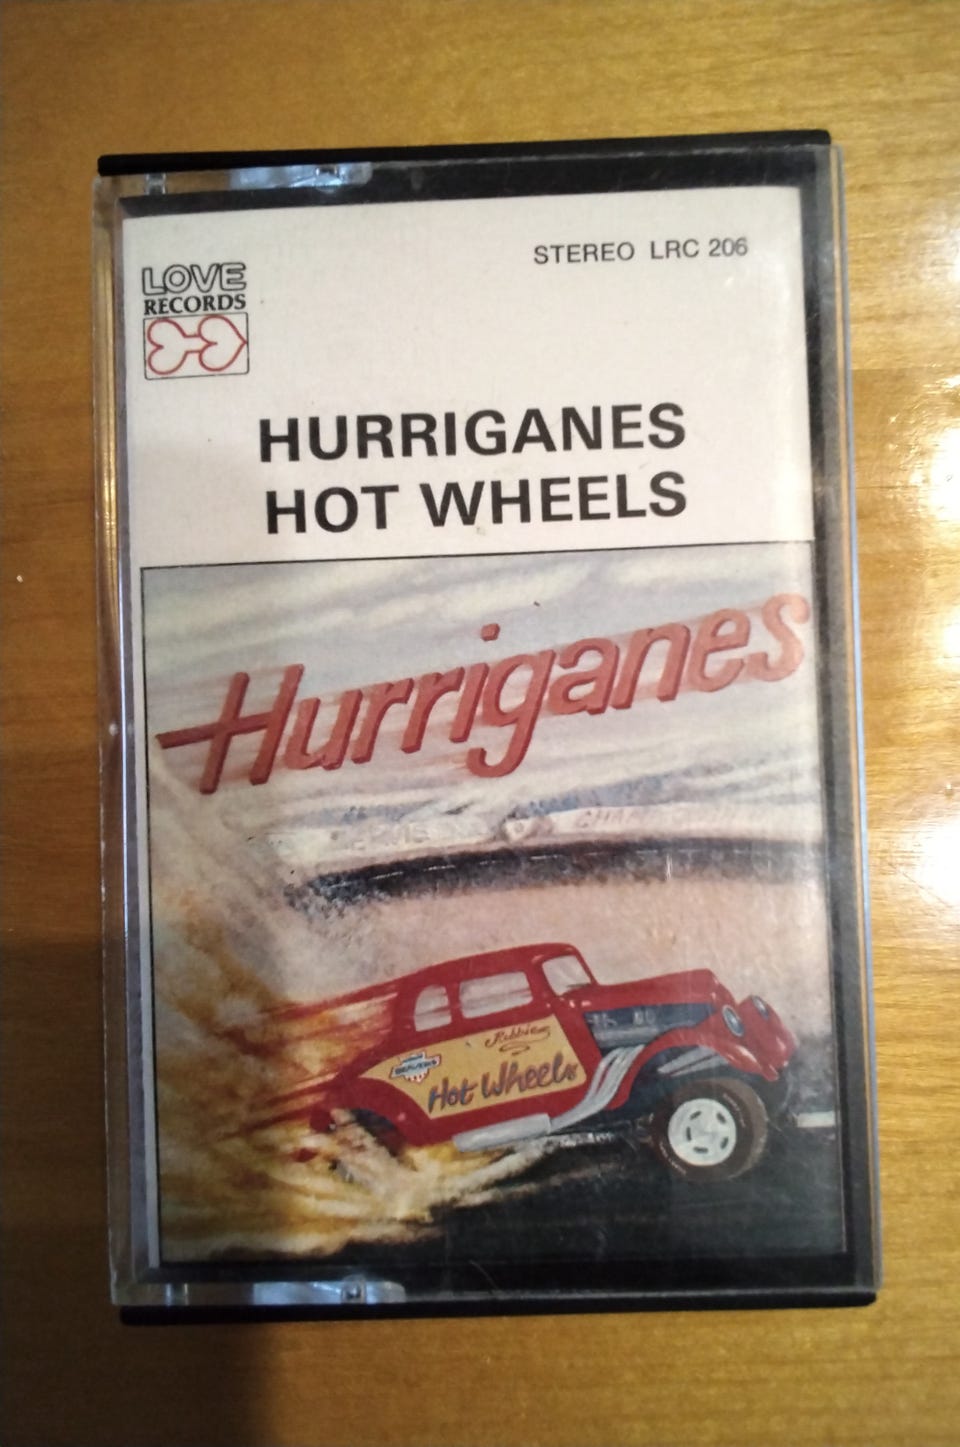 STEREO LRC 206
LOVE
RECORDS
HURRIGANES
HOT WHEELS
Hurriganes
Hot Wheels